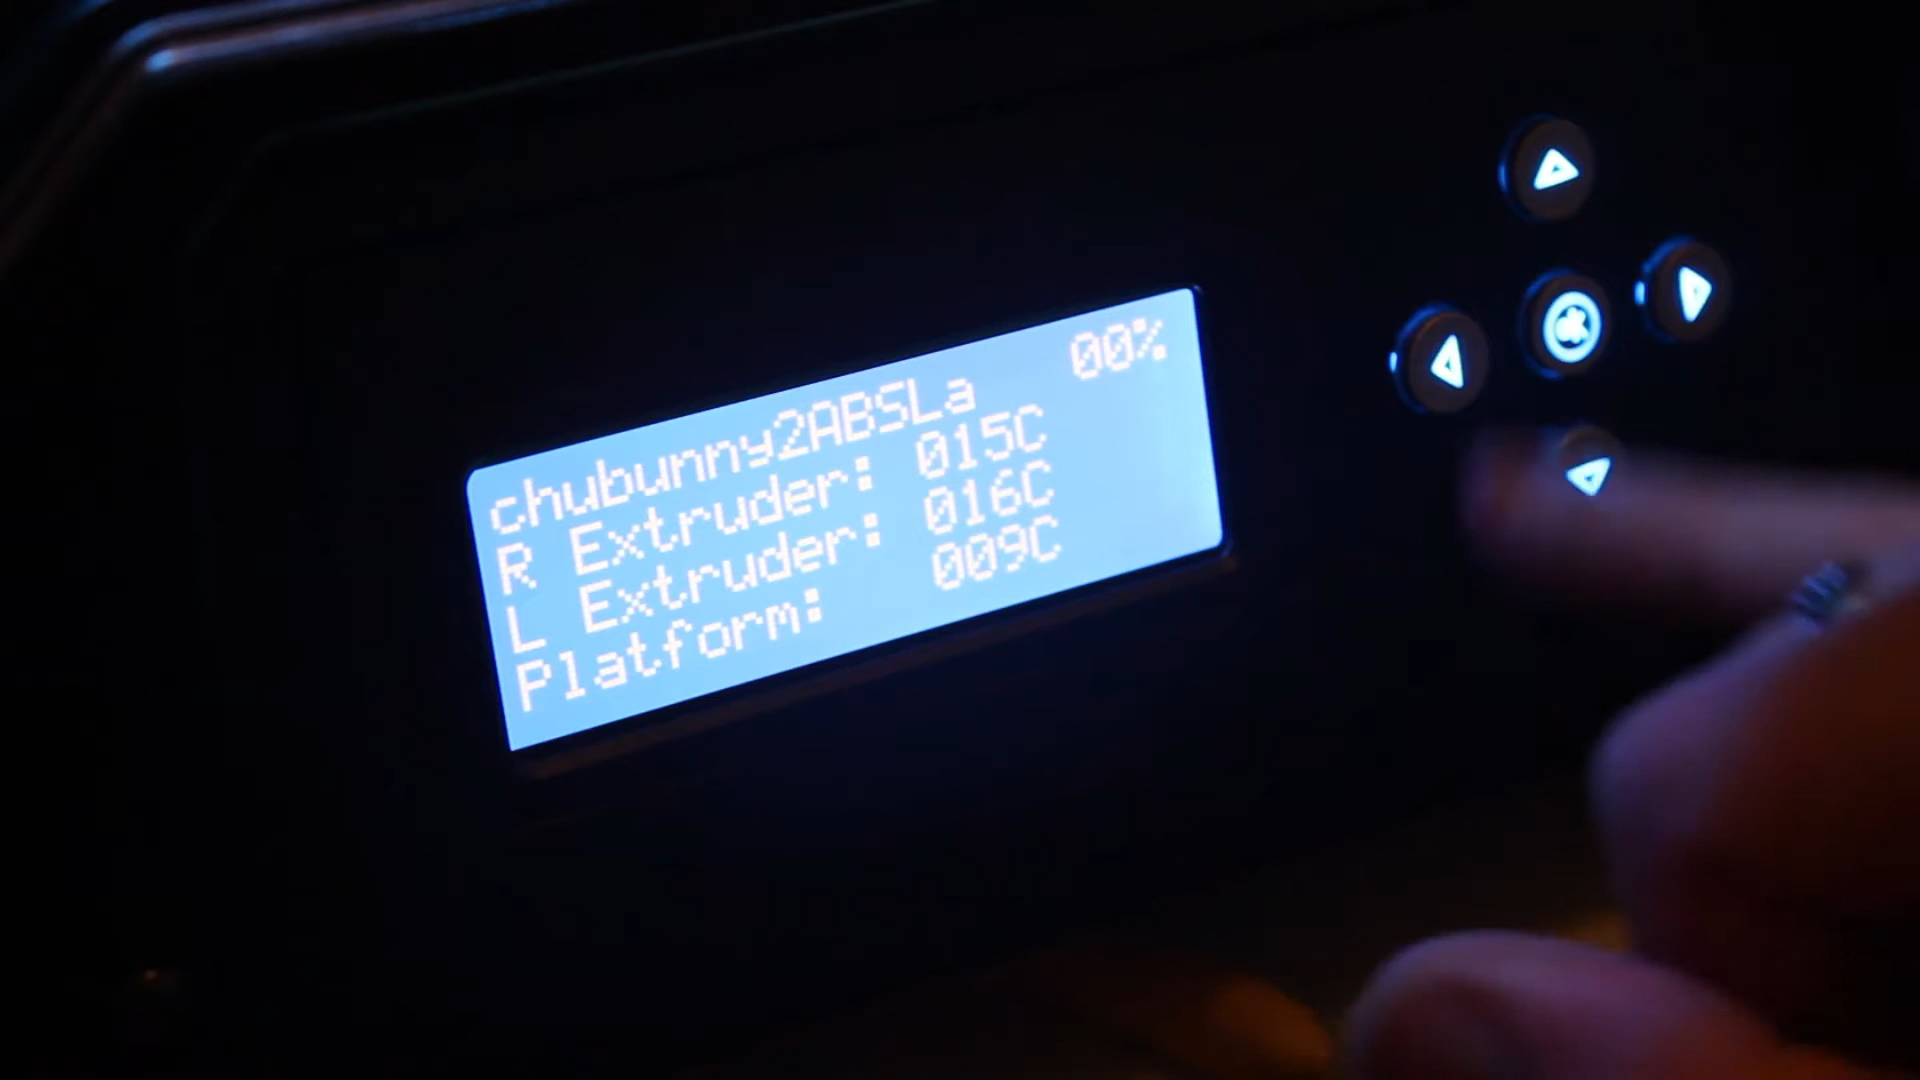 chubunny2ABSLa 00%
R Extruder: 015C
L Extruder: 016C
Platform: 009C